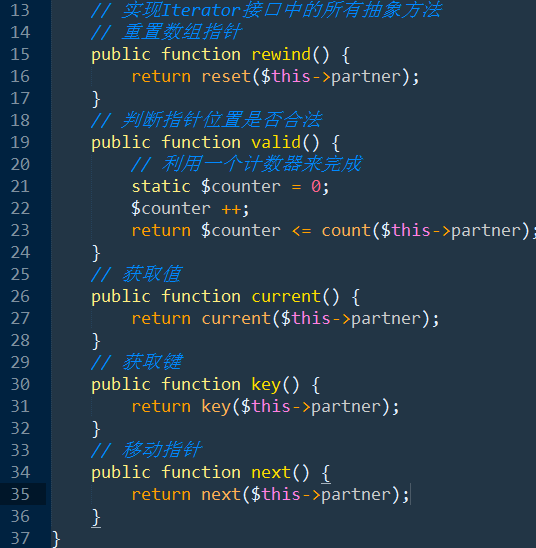 13 // 实现Iterator接口中的所有抽象方法
14 // 重置数组指针
15 public function rewind() {
16 return reset($this->partner);
17 }
18 // 判断指针位置是否合法
19 public function valid() {
20 // 利用一个计数器来完成
21 static $counter = 0;
22 $counter ++;
23 return $counter <= count($this->partner);
24 }
25 // 获取值
26 public function current() {
27 return current($this->partner);
28 }
29 // 获取键
30 public function key() {
31 return key($this->partner);
32 }
33 // 移动指针
34 public function next() {
35 return next($this->partner);
36 }
37 }